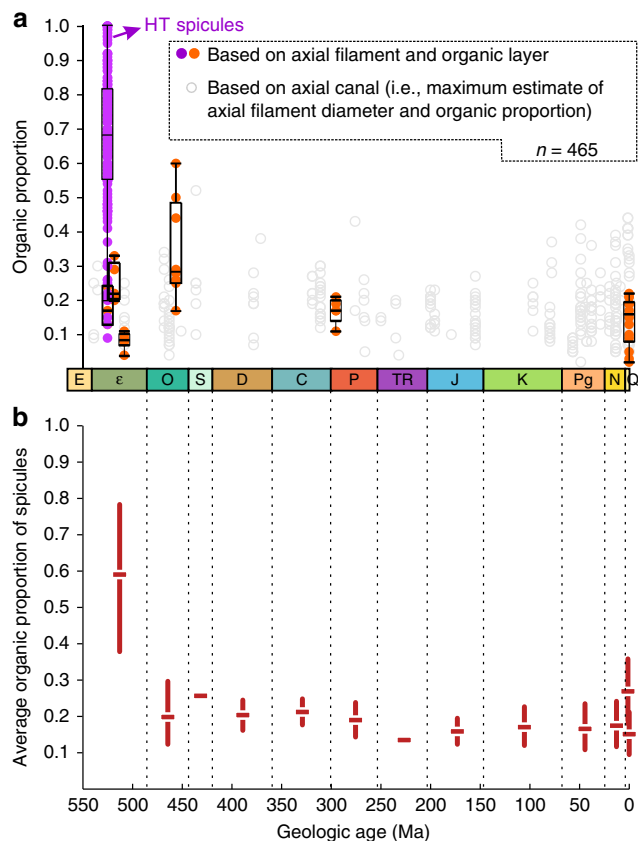 a
HT spicules
Based on axial filament and organic layer
Based on axial canal (i.e., maximum estimate of
axial filament diameter and organic proportion)
n = 465
Organic proportion
1.0
0.9
0.8
0.7
0.6
0.5
0.4
0.3
0.2
0.1
E ε O S D C P TR J K Pg N Q
b
Average organic proportion of spicules
1.0
0.9
0.8
0.7
0.6
0.5
0.4
0.3
0.2
0.1
550 500 450 400 350 300 250 200 150 100 50 0
Geologic age (Ma)